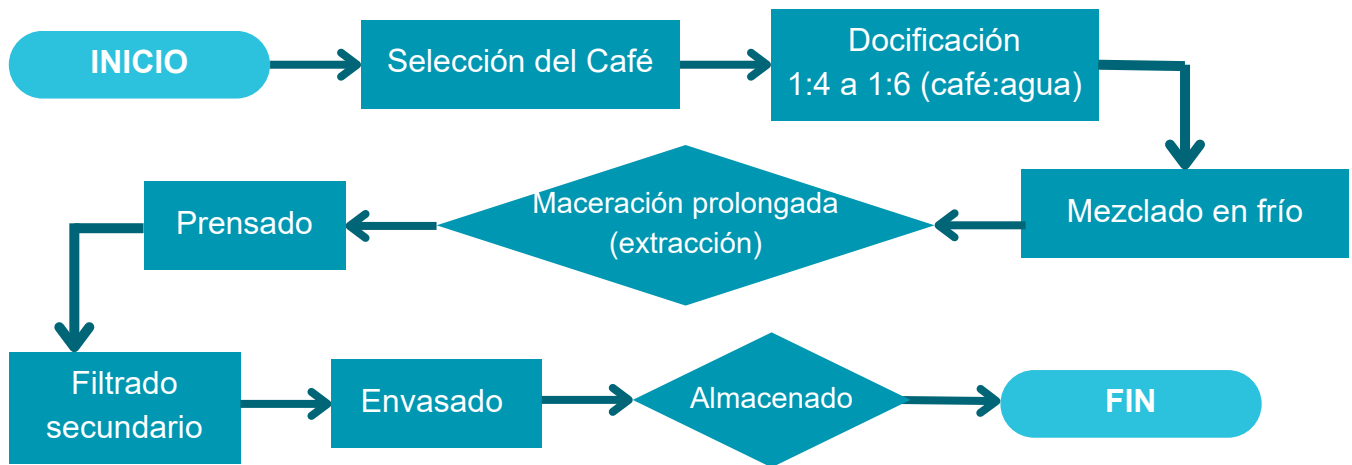 INICIO
Selección del Café
Docificación
1:4 a 1:6 (café:agua)
Mezclado en frío
Maceración prolongada
(extracción)
Prensado
Filtrado
secundario
Envasado
Almacenado
FIN